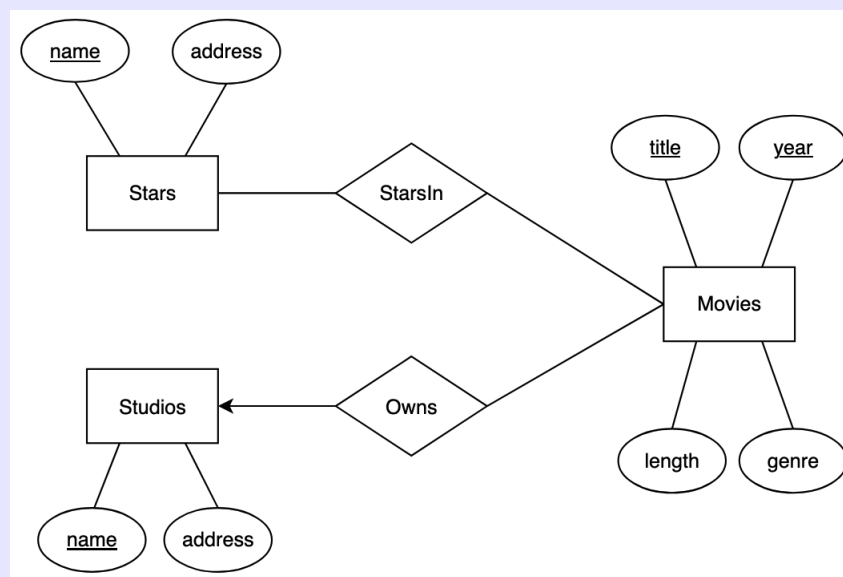 name
address
title
year
Stars
StarsIn
Movies
Studios
Owns
length
genre
name
address